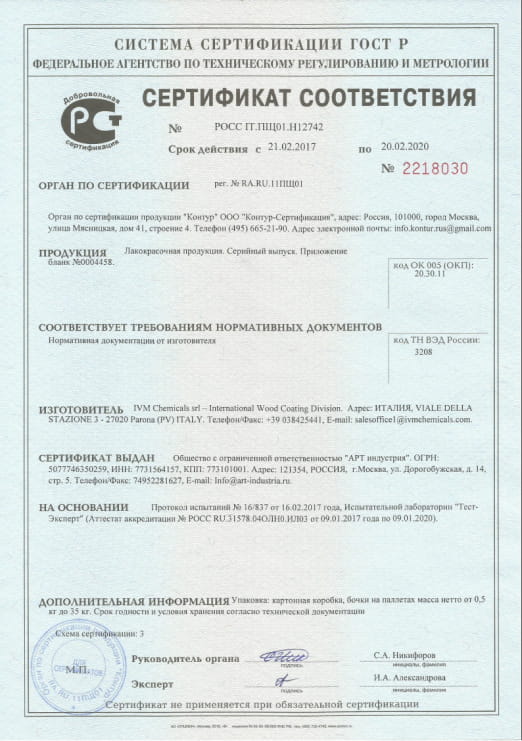 СИСТЕМА СЕРТИФИКАЦИИ ГОСТ Р
ФЕДЕРАЛЬНОЕ АГЕНТСТВО ПО ТЕХНИЧЕСКОМУ РЕГУЛИРОВАНИЮ И МЕТРОЛОГИИ
Добровольная
сертификация
СЕРТИФИКАТ СООТВЕТСТВИЯ
№ РОСС IT.ПЩ01.Н12742
Срок действия с 21.02.2017 по 20.02.2020
№ 2218030
ОРГАН ПО СЕРТИФИКАЦИИ рег. № RA.RU.11ПЩ01
Орган по сертификации продукции "Контур" ООО "Контур-Сертификация", адрес: Россия, 101000, город Москва,
улица Мясницкая, дом 41, строение 4. Телефон (495) 665-21-90. Адрес электронной почты: info.kontur.rus@gmail.com
ПРОДУКЦИЯ Лакокрасочная продукция. Серийный выпуск. Приложение
бланк №0004458.
код ОК 005 (ОКП):
20.30.11
СООТВЕТСТВУЕТ ТРЕБОВАНИЯМ НОРМАТИВНЫХ ДОКУМЕНТОВ
Нормативная документации от изготовителя
код ТН ВЭД России:
3208
ИЗГОТОВИТЕЛЬ IVM Chemicals srl – International Wood Coating Division. Адрес: ИТАЛИЯ, VIALE DELLA
STAZIONE 3 - 27020 Parona (PV) ITALY. Телефон/Факс: +39 038425441, E-mail: salesoffice1@ivmchemicals.com.
СЕРТИФИКАТ ВЫДАН Общество с ограниченной ответственностью "АРТ индустрия". ОГРН:
5077746350259, ИНН: 7731564157, КПП: 773101001. Адрес: 121354, РОССИЯ, г.Москва, ул. Дорогобужская, д. 14,
стр. 5. Телефон/Факс: 74952281627, E-mail: Info@art-industria.ru.
НА ОСНОВАНИИ Протокол испытаний № 16/837 от 16.02.2017 года, Испытательной лаборатории "Тест-
Эксперт" (Аттестат аккредитации № РОСС RU.31578.04ОЛН0.ИЛ03 от 09.01.2017 года по 09.01.2020).
ДОПОЛНИТЕЛЬНАЯ ИНФОРМАЦИЯ Упаковка: картонная коробка, бочки на паллетах масса нетто от 0,5
кг до 35 кг. Срок годности и условия хранения согласно технической документации
Схема сертификации: 3
М.П.
ДЛЯ
СЕРТИФИКАТОВ
RA.RU.11ПЩ01
Руководитель органа
подпись
С.А. Никифоров
инициалы, фамилия
Эксперт
подпись
И.А. Александрова
инициалы, фамилия
Сертификат не применяется при обязательной сертификации